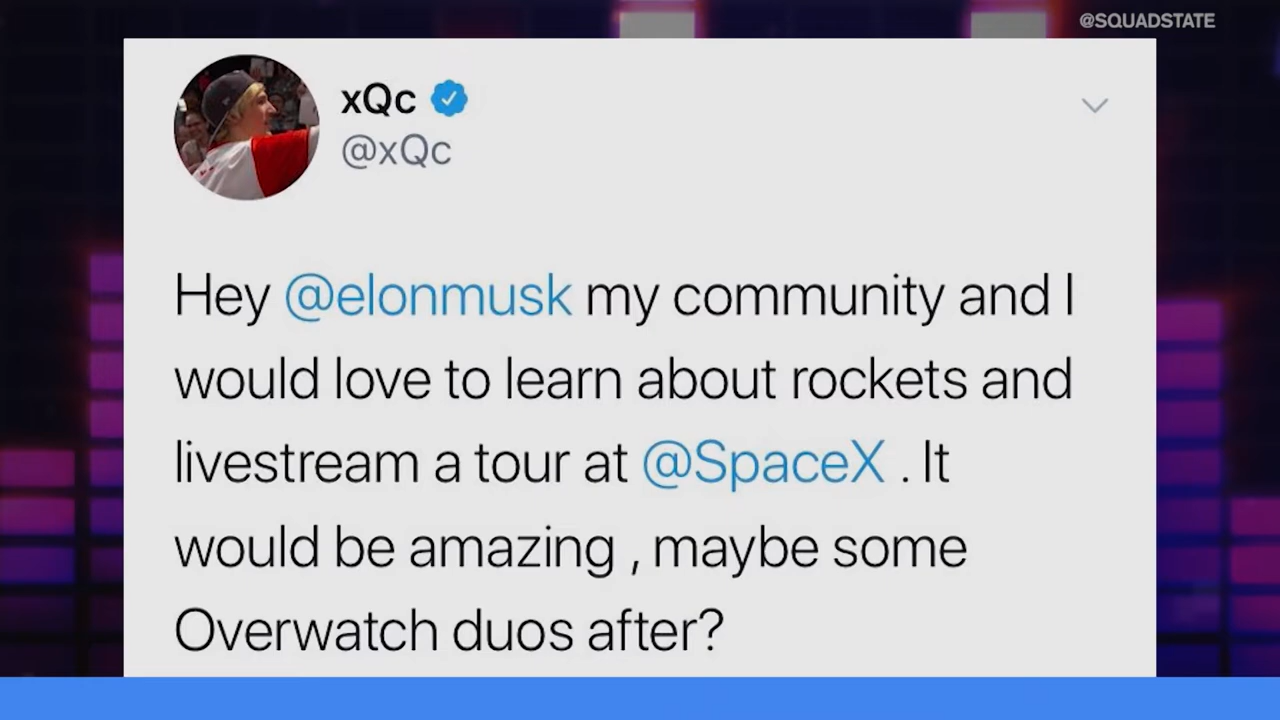 @SQUADSTATE
xQc
@xQc
Hey @elonmusk my community and I
would love to learn about rockets and
livestream a tour at @SpaceX . It
would be amazing , maybe some
Overwatch duos after?